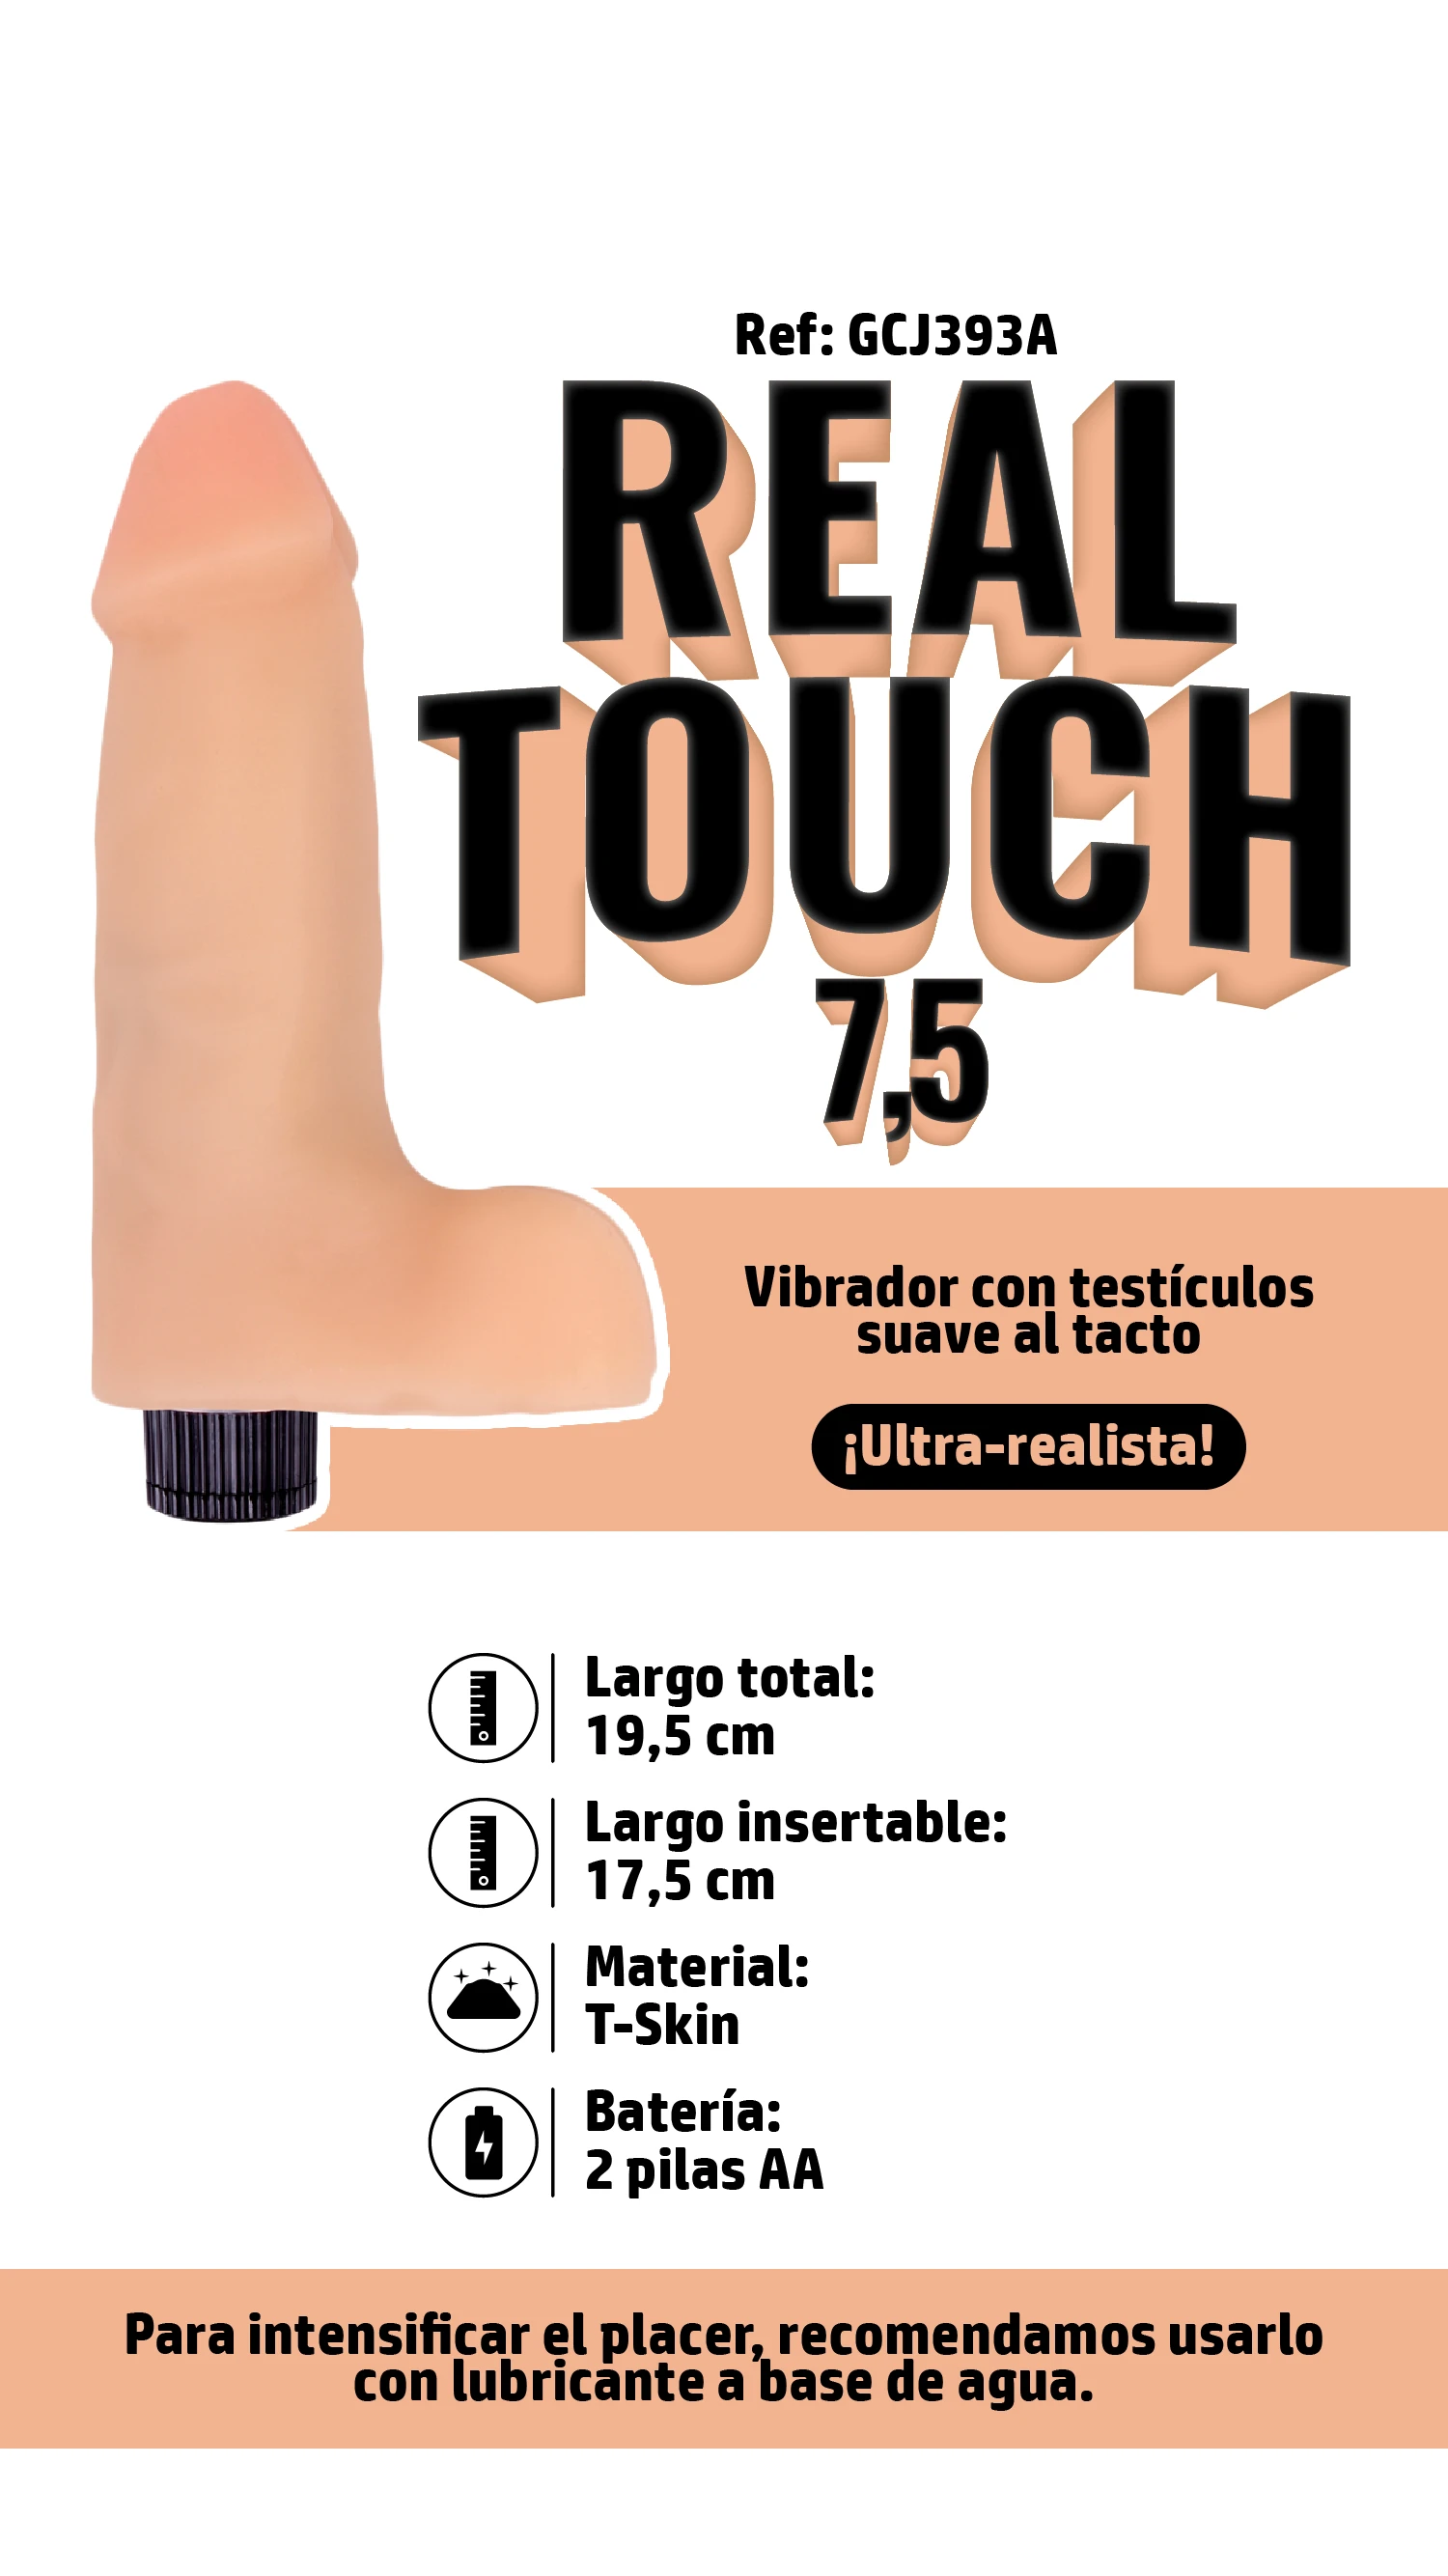 Ref: GCJ393A
REAL
TOUCH
7,5
Vibrador con testículos
suave al tacto
¡Ultra-realista!
Largo total:
19,5 cm
Largo insertable:
17,5 cm
Material:
T-Skin
Batería:
2 pilas AA
Para intensificar el placer, recomendamos usarlo
con lubricante a base de agua.